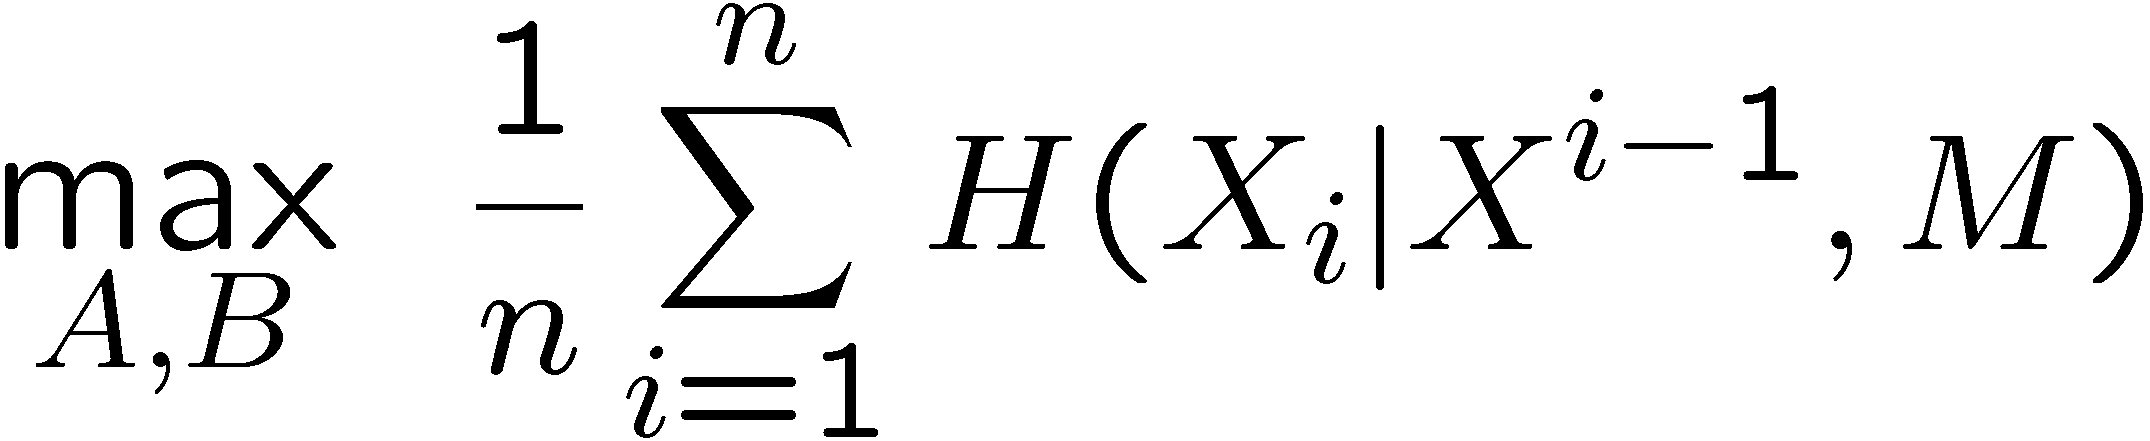 \max_{A,B} \frac{1}{n} \sum_{i=1}^{n} H(X_i|X^{i-1}, M)